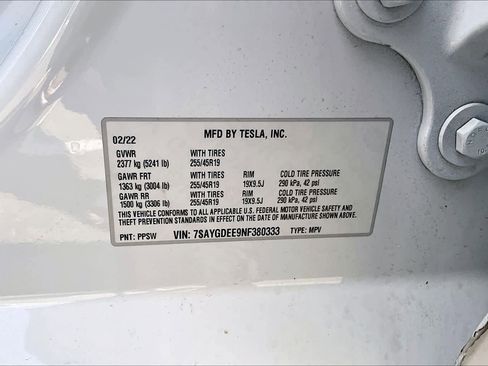 02/22 MFD BY TESLA, INC.
GVWR WITH TIRES
2377 kg (5241 lb) 255/45R19
GAWR FRT WITH TIRES RIM COLD TIRE PRESSURE
1363 kg (3004 lb) 255/45R19 19X9.5J 290 kPa, 42 psi
GAWR RR WITH TIRES RIM COLD TIRE PRESSURE
1500 kg (3306 lb) 255/45R19 19X9.5J 290 kPa, 42 psi
THIS VEHICLE CONFORMS TO ALL APPLICABLE U.S. FEDERAL MOTOR VEHICLE SAFETY AND
THEFT PREVENTION STANDARDS IN EFFECT ON THE DATE OF MANUFACTURE SHOWN ABOVE.
PNT: PPSW VIN: 7SAYGDEE9NF380333 TYPE: MPV